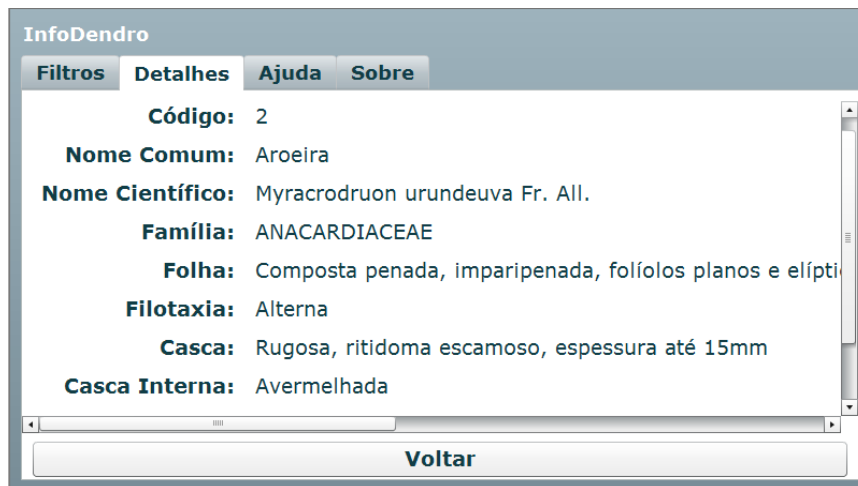 InfoDendro
Filtros Detalhes Ajuda Sobre
Código: 2
Nome Comum: Aroeira
Nome Científico: Myracrodruon urundeuva Fr. All.
Família: ANACARDIACEAE
Folha: Composta penada, imparipenada, folíolos planos e elípti
Filotaxia: Alterna
Casca: Rugosa, ritidoma escamoso, espessura até 15mm
Casca Interna: Avermelhada
Voltar